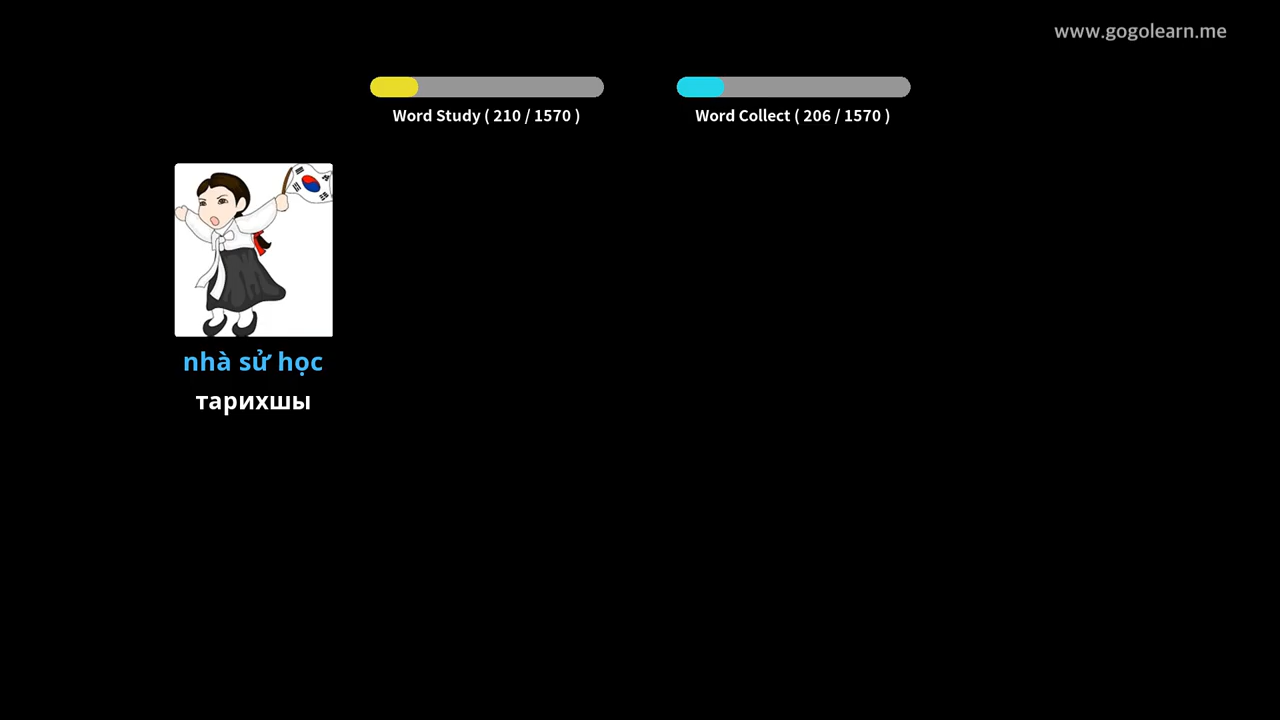 www.gogolearn.me
Word Study ( 210 / 1570 )
Word Collect ( 206 / 1570 )
nhà sử học
тарихшы